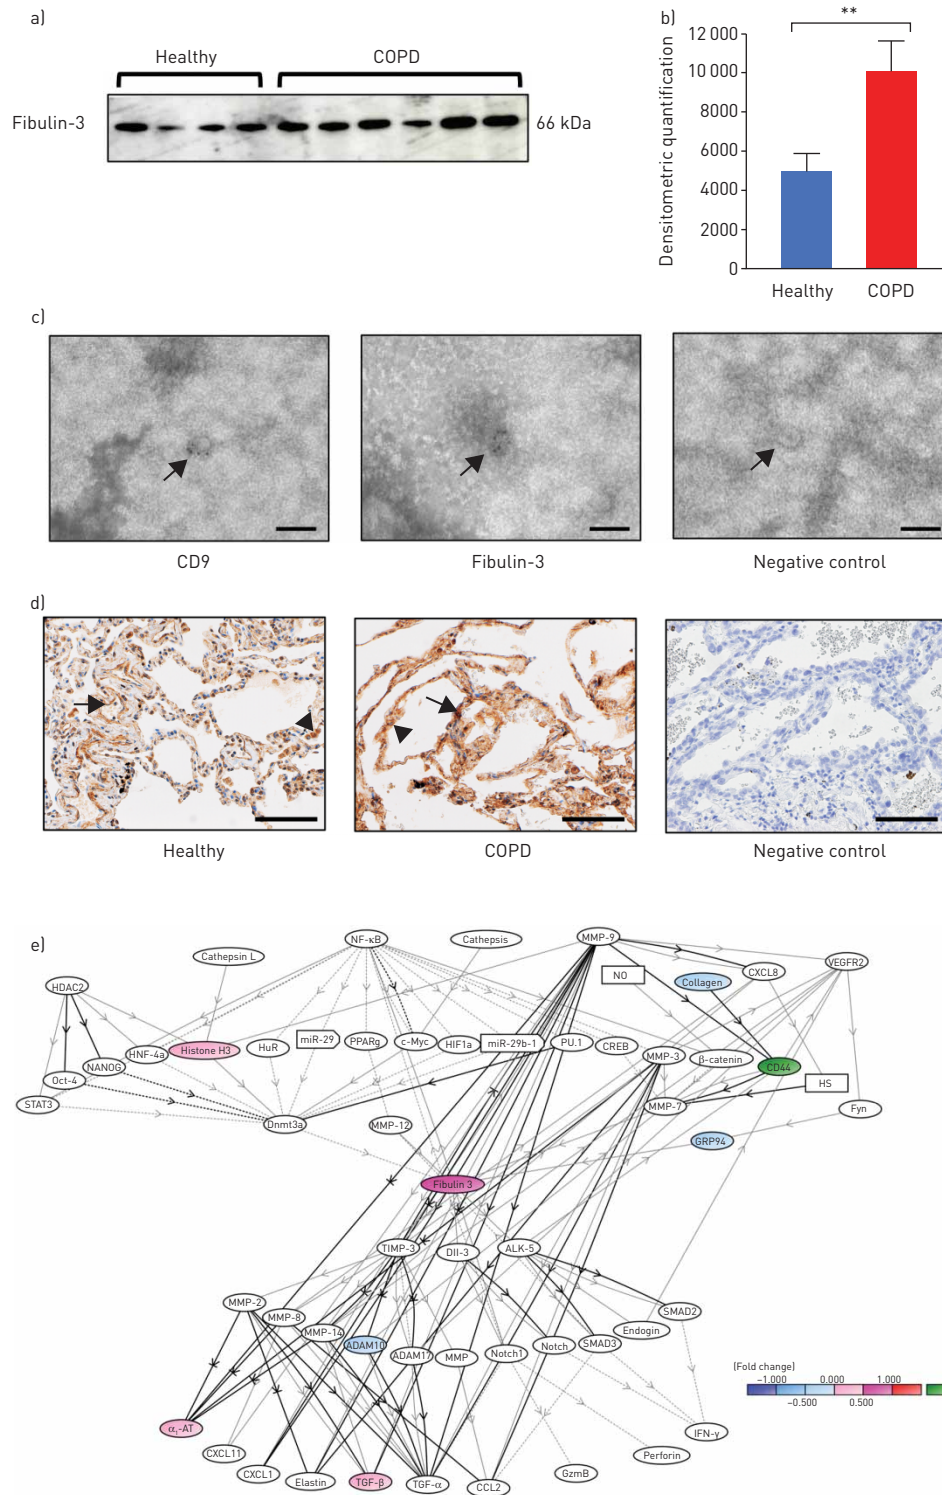 a)
Healthy
COPD
Fibulin-3
66 kDa
b)
**
Densitometric quantification
12 000
10 000
8000
6000
4000
2000
0
Healthy
COPD
c)
CD9
Fibulin-3
Negative control
d)
Healthy
COPD
Negative control
e)
NF-κB
Cathepsis
MMP-9
Cathepsin L
VEGFR2
CXCL8
NO
Collagen
HDAC2
HNF-4a
Histone H3
HuR
miR-29
PPARg
c-Myc
HIF1a
miR-29b-1
PU.1
CREB
MMP-3
β-catenin
CD44
NANOG
Oct-4
HS
STAT3
Dnmt3a
MMP-12
MMP-7
Fyn
GRP94
Fibulin 3
TIMP-3
Dll-3
ALK-5
MMP-2
MMP-8
MMP-14
SMAD2
Endogin
ADAM10
ADAM17
MMP
Notch1
Notch
SMAD3
(Fold change)
-1.000
0.000
1.000
-0.500
0.500
α₁-AT
CXCL11
CXCL1
Elastin
TGF-β
TGF-α
CCL2
GzmB
Perforin
IFN-γ